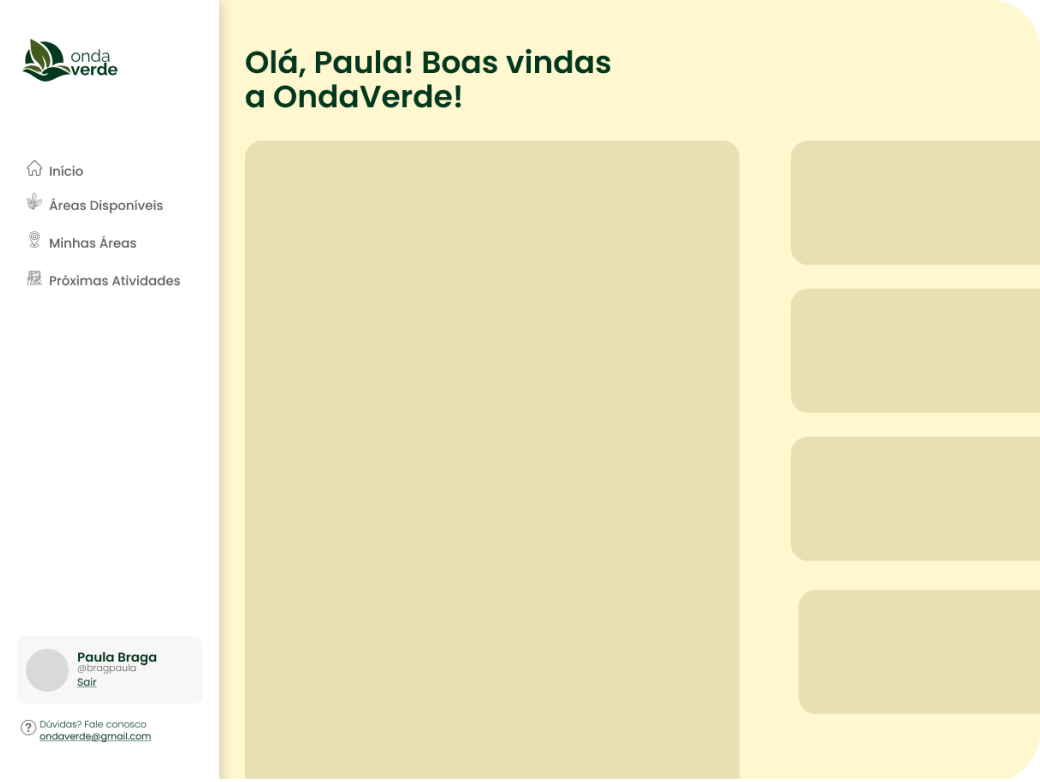 onda
verde
Olá, Paula! Boas vindas
a OndaVerde!
Início
Áreas Disponíveis
Minhas Áreas
Próximas Atividades
Paula Braga
@bragpaula
Sair
?
Dúvidas? Fale conosco
ondaverde@gmail.com